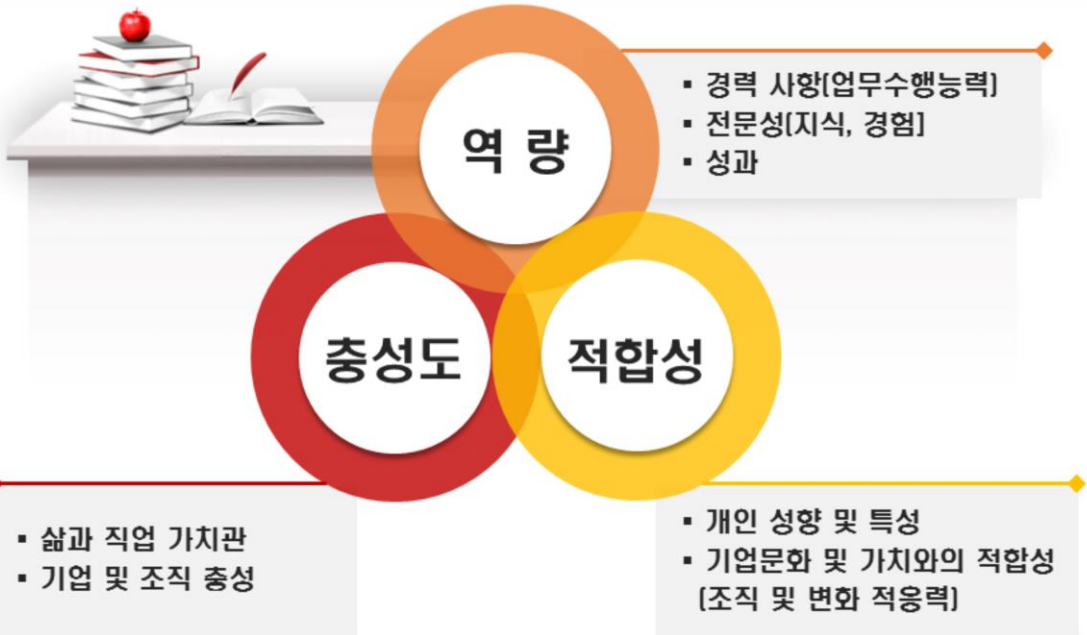 역 량
▪ 경력 사항(업무수행능력)
▪ 전문성(지식, 경험]
▪ 성과
충성도
적합성
▪ 삶과 직업 가치관
▪ 기업 및 조직 충성
▪ 개인 성향 및 특성
▪ 기업문화 및 가치와의 적합성
(조직 및 변화 적응력)